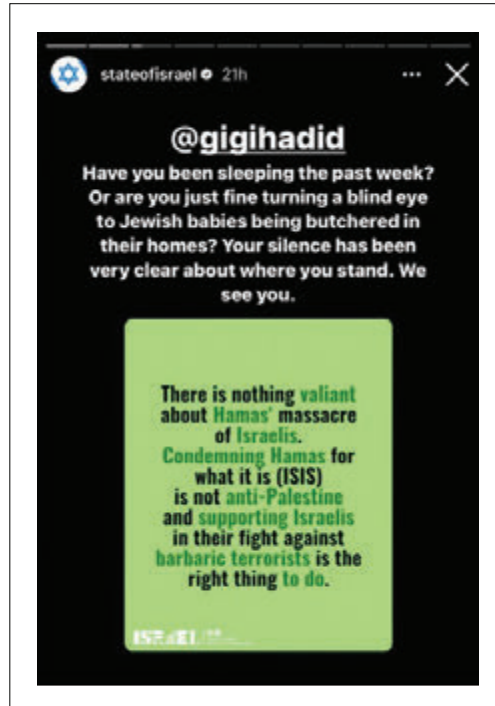 stateofisrael 21h
@gigihadid
Have you been sleeping the past week?
Or are you just fine turning a blind eye
to Jewish babies being butchered in
their homes? Your silence has been
very clear about where you stand. We
see you.
There is nothing valiant
about Hamas' massacre
of Israelis.
Condemning Hamas for
what it is (ISIS)
is not anti-Palestine
and supporting Israelis
in their fight against
barbaric terrorists is the
right thing to do.
ISRAEL